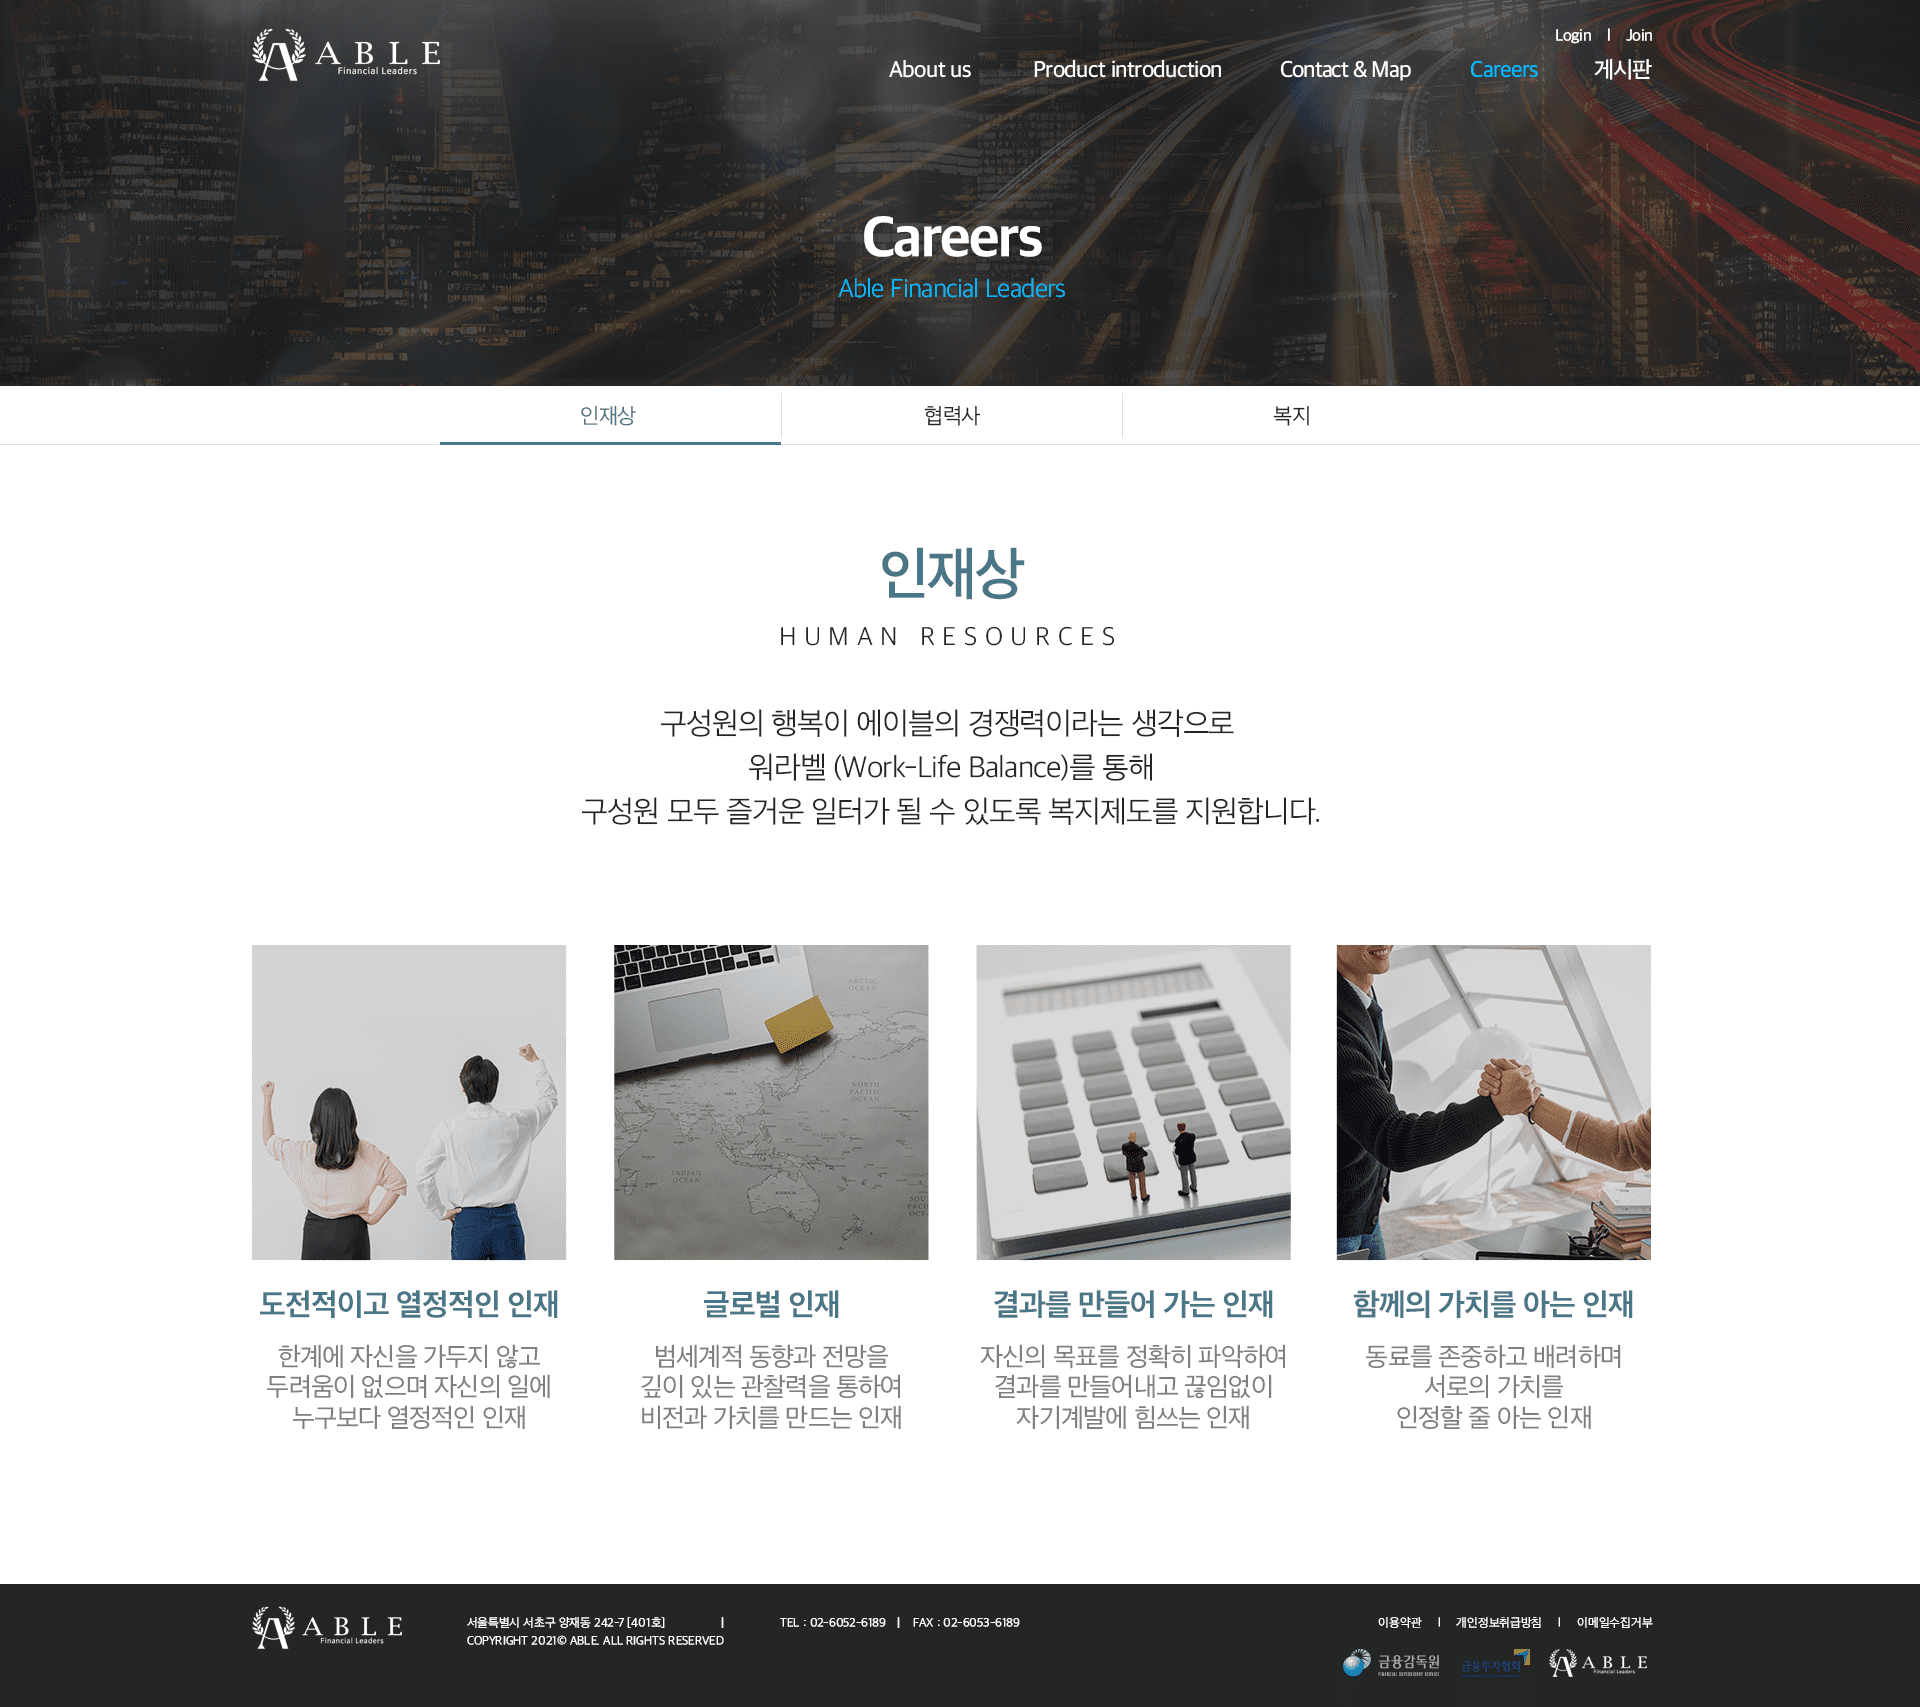 ABLE
Financial Leaders
Login | Join
About us
Product introduction
Contact & Map
Careers
게시판
Careers
Able Financial Leaders
인재상
협력사
복지
인재상
HUMAN RESOURCES
구성원의 행복이 에이블의 경쟁력이라는 생각으로
워라벨 (Work-Life Balance)를 통해
구성원 모두 즐거운 일터가 될 수 있도록 복지제도를 지원합니다.
ARCTIC
OCEAN
NORTH
PACIFIC
OCEAN
CHINA
INDIAN
OCEAN
AUSTRALIA
도전적이고 열정적인 인재
한계에 자신을 가두지 않고
두려움이 없으며 자신의 일에
누구보다 열정적인 인재
글로벌 인재
범세계적 동향과 전망을
깊이 있는 관찰력을 통하여
비전과 가치를 만드는 인재
결과를 만들어 가는 인재
자신의 목표를 정확히 파악하여
결과를 만들어내고 끊임없이
자기계발에 힘쓰는 인재
함께의 가치를 아는 인재
동료를 존중하고 배려하며
서로의 가치를
인정할 줄 아는 인재
ABLE
Financial Leaders
서울특별시 서초구 양재동 242-7 [401호] |
COPYRIGHT 2021© ABLE. ALL RIGHTS RESERVED
TEL : 02-6052-6189 | FAX : 02-6053-6189
이용약관 | 개인정보취급방침 | 이메일수집거부
금융감독원
FINANCIAL SUPERVISORY SERVICE
금융투자협회
ABLE
Financial Leaders